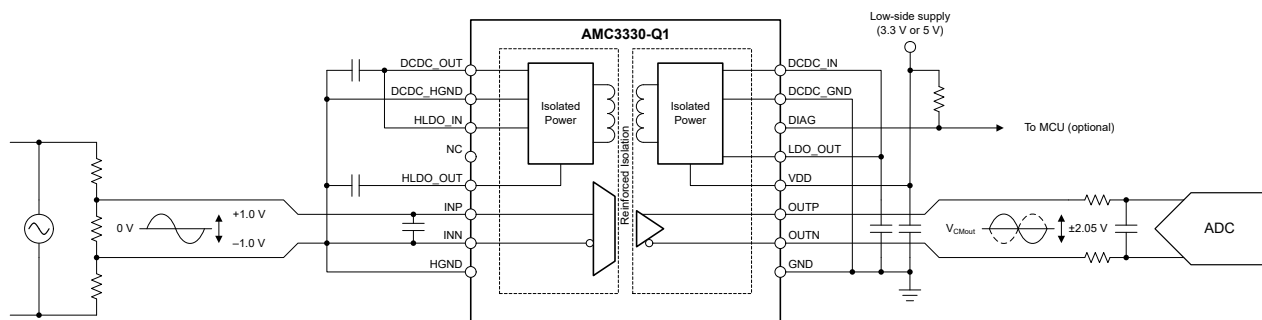 Low-side supply
(3.3 V or 5 V)
AMC3330-Q1
DCDC_OUT
DCDC_HGND
HLDO_IN
NC
HLDO_OUT
INP
INN
HGND
Isolated
Power
Reinforced Isolation
Isolated
Power
DCDC_IN
DCDC_GND
DIAG
LDO_OUT
VDD
OUTP
OUTN
GND
To MCU (optional)
0 V
+1.0 V
–1.0 V
VCMout
±2.05 V
ADC